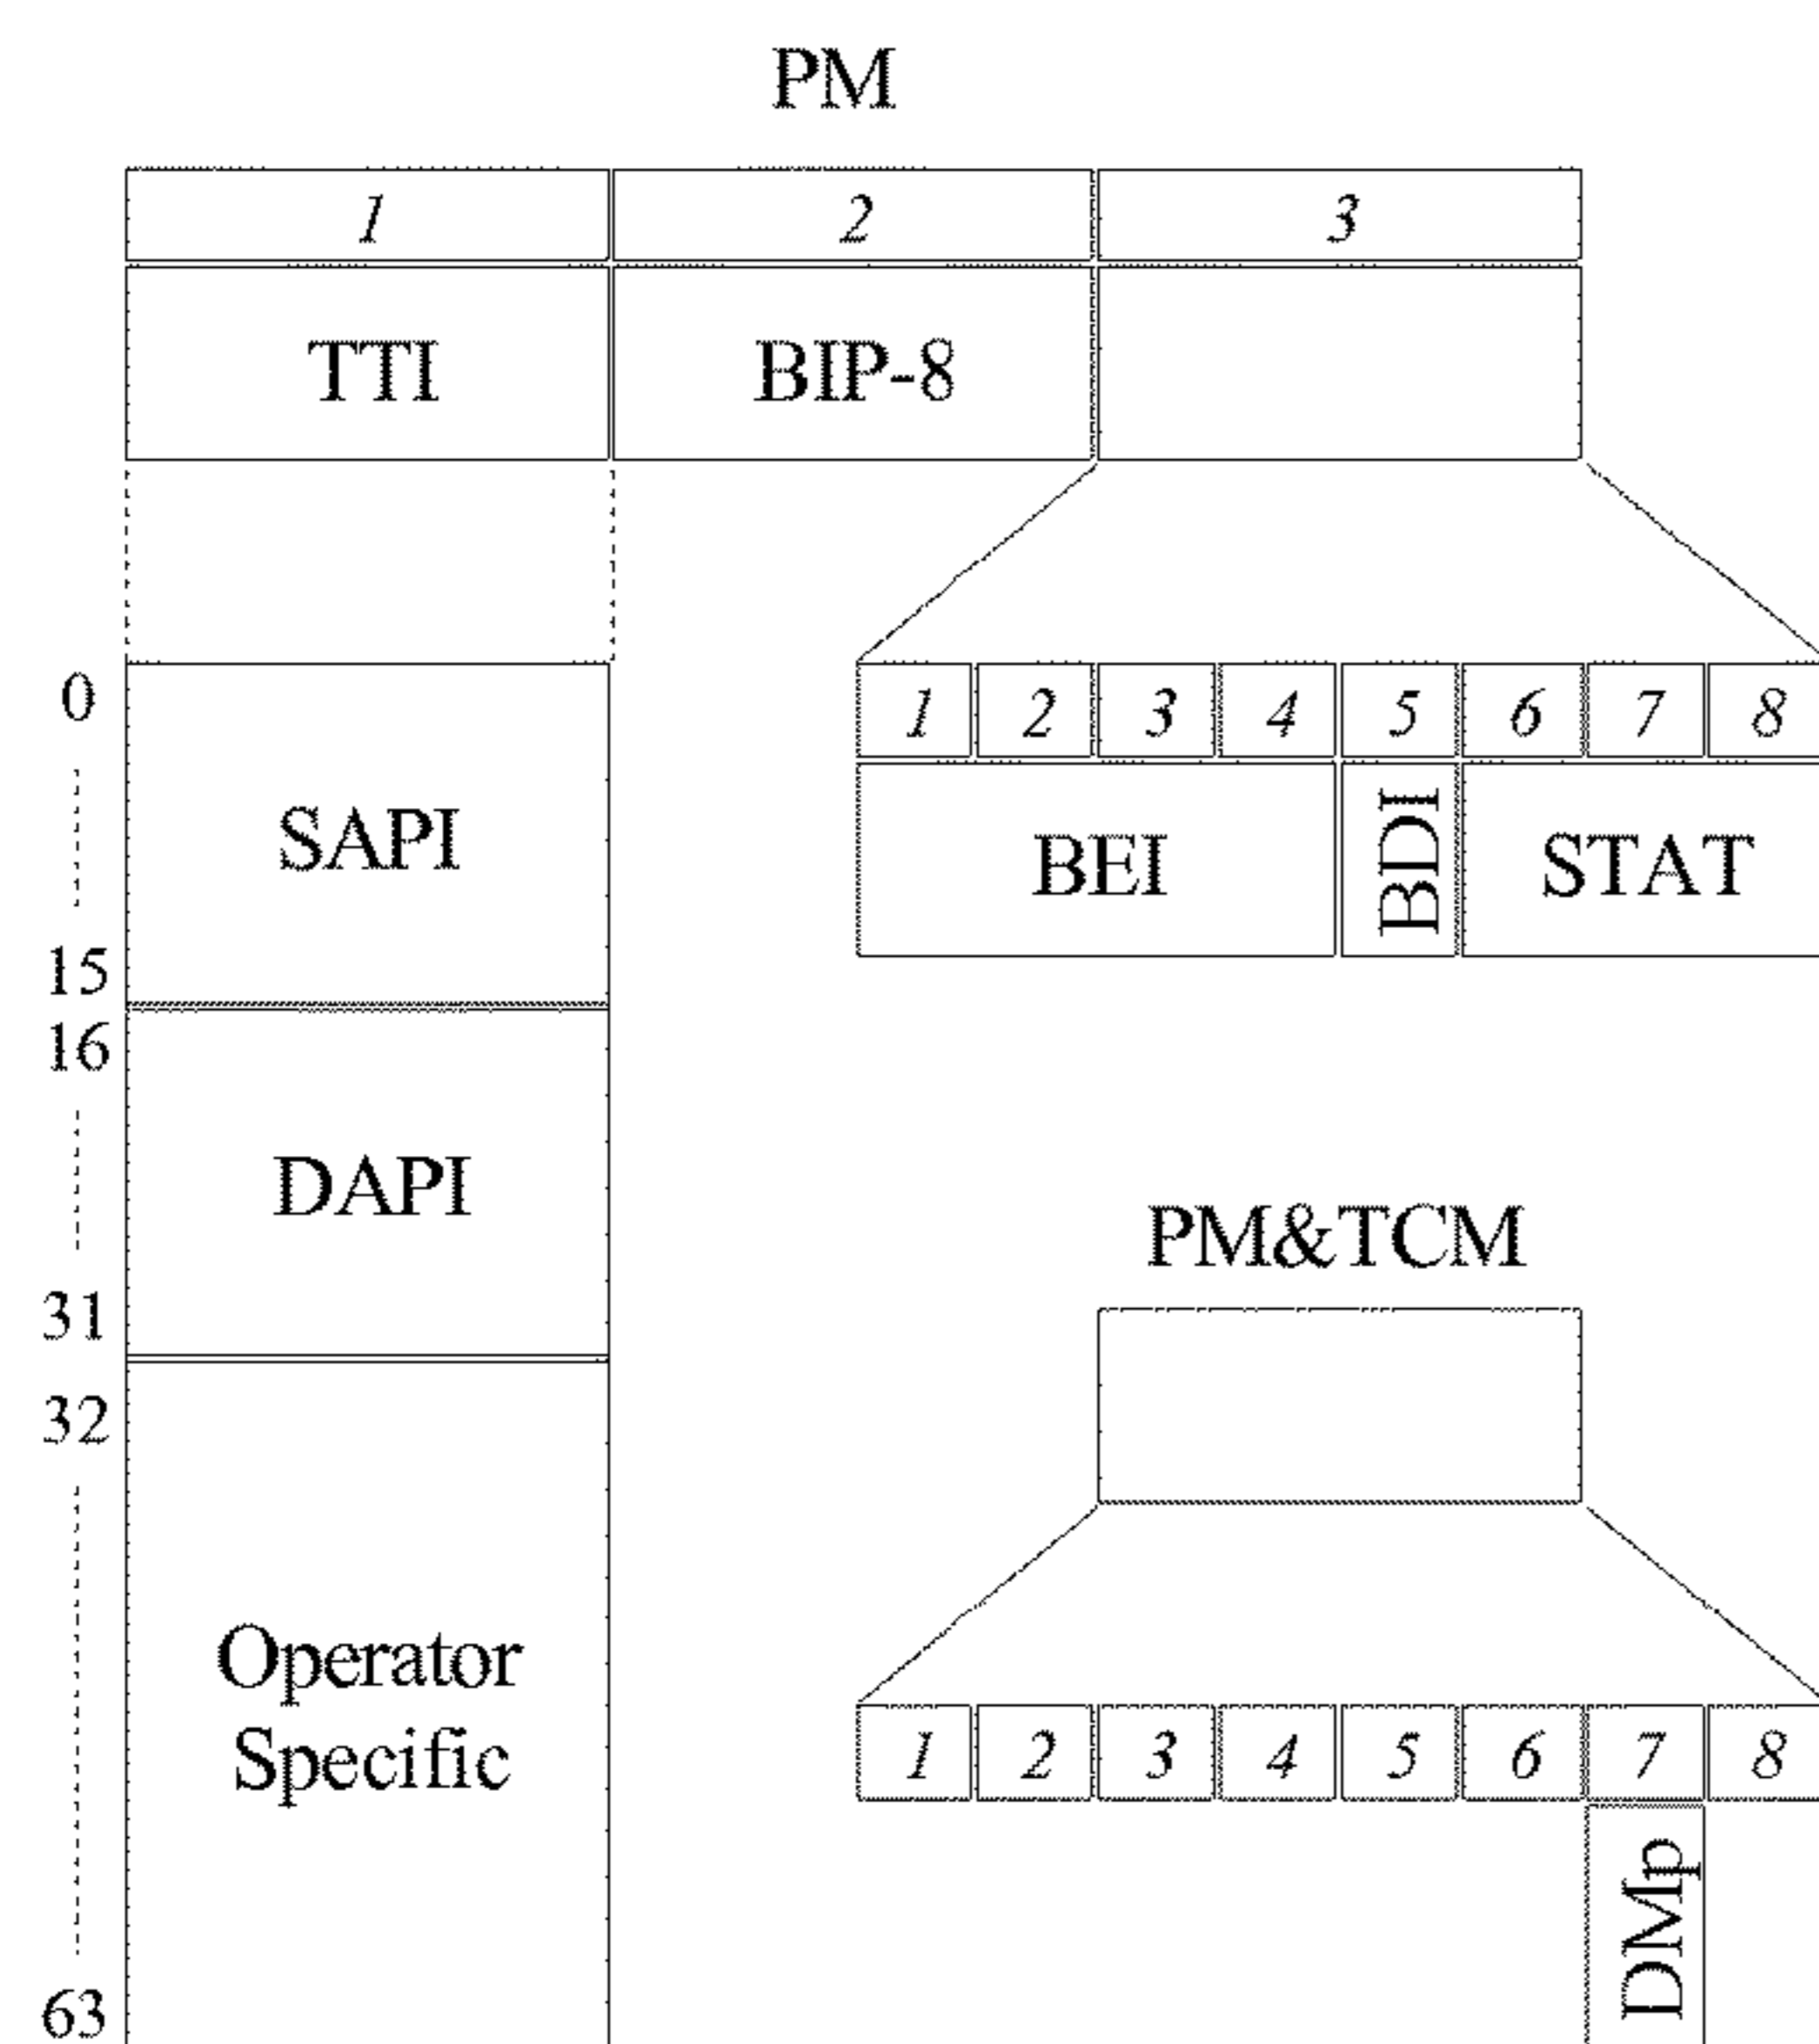 PM
1 2 3
TTI BIP-8
0
1 2 3 4 5 6 7 8
SAPI
BEI BDI STAT
15
16
DAPI
PM&TCM
31
32
Operator
Specific
1 2 3 4 5 6 7 8
DMp
63